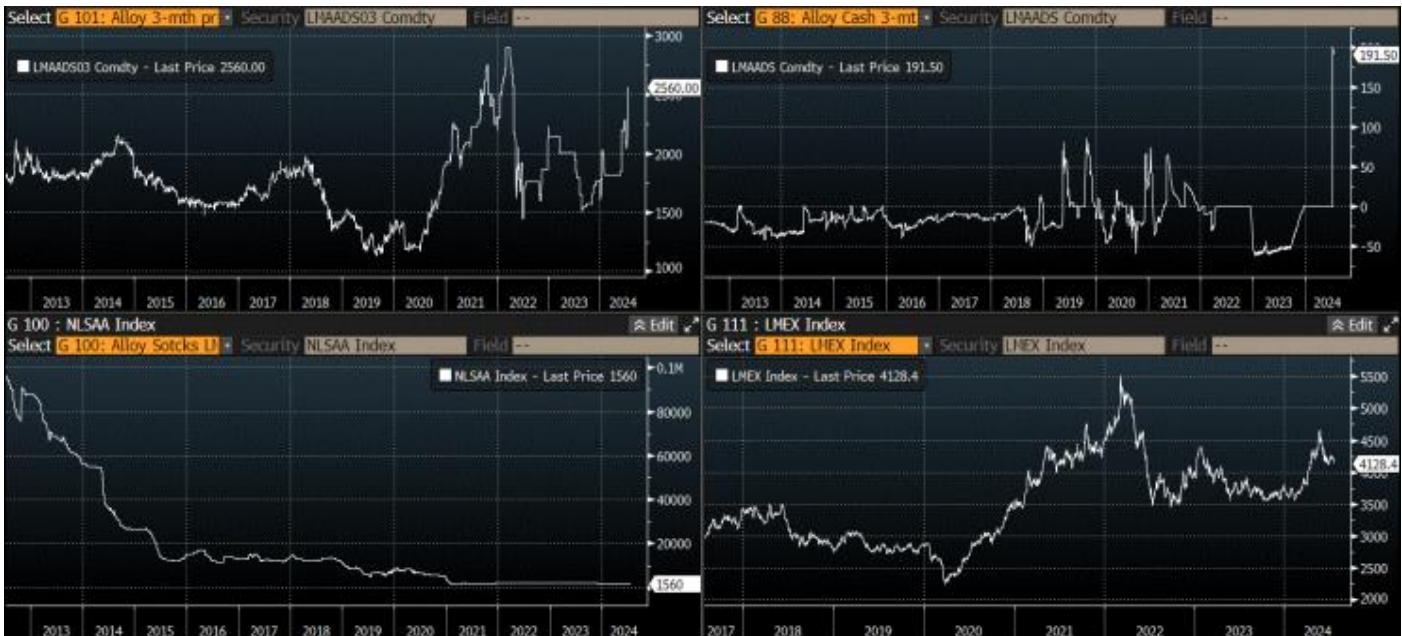 Select G 101: Alloy 3-mth pr Security LMAADS03 Comdty Field --
LMAADS03 Comdty - Last Price 2560.00
3000
2560.00
2500
2000
1500
1000
2013 2014 2015 2016 2017 2018 2019 2020 2021 2022 2023 2024
Select G 88: Alloy Cash 3-mt Security LMAADS Comdty Field --
LMAADS Comdty - Last Price 191.50
191.50
150
100
50
0
-50
2013 2014 2015 2016 2017 2018 2019 2020 2021 2022 2023 2024
G 100 : NLSAA Index Edit
Select G 100: Alloy Sotcks LM Security NLSAA Index Field --
NLSAA Index - Last Price 1560
0.1M
80000
60000
40000
20000
1560
2013 2014 2015 2016 2017 2018 2019 2020 2021 2022 2023 2024
G 111 : LMEX Index Edit
Select G 111: LMEX Index Security LMEX Index Field --
LMEX Index - Last Price 4128.4
5500
5000
4500
4128.4
3500
3000
2500
2000
2017 2018 2019 2020 2021 2022 2023 2024